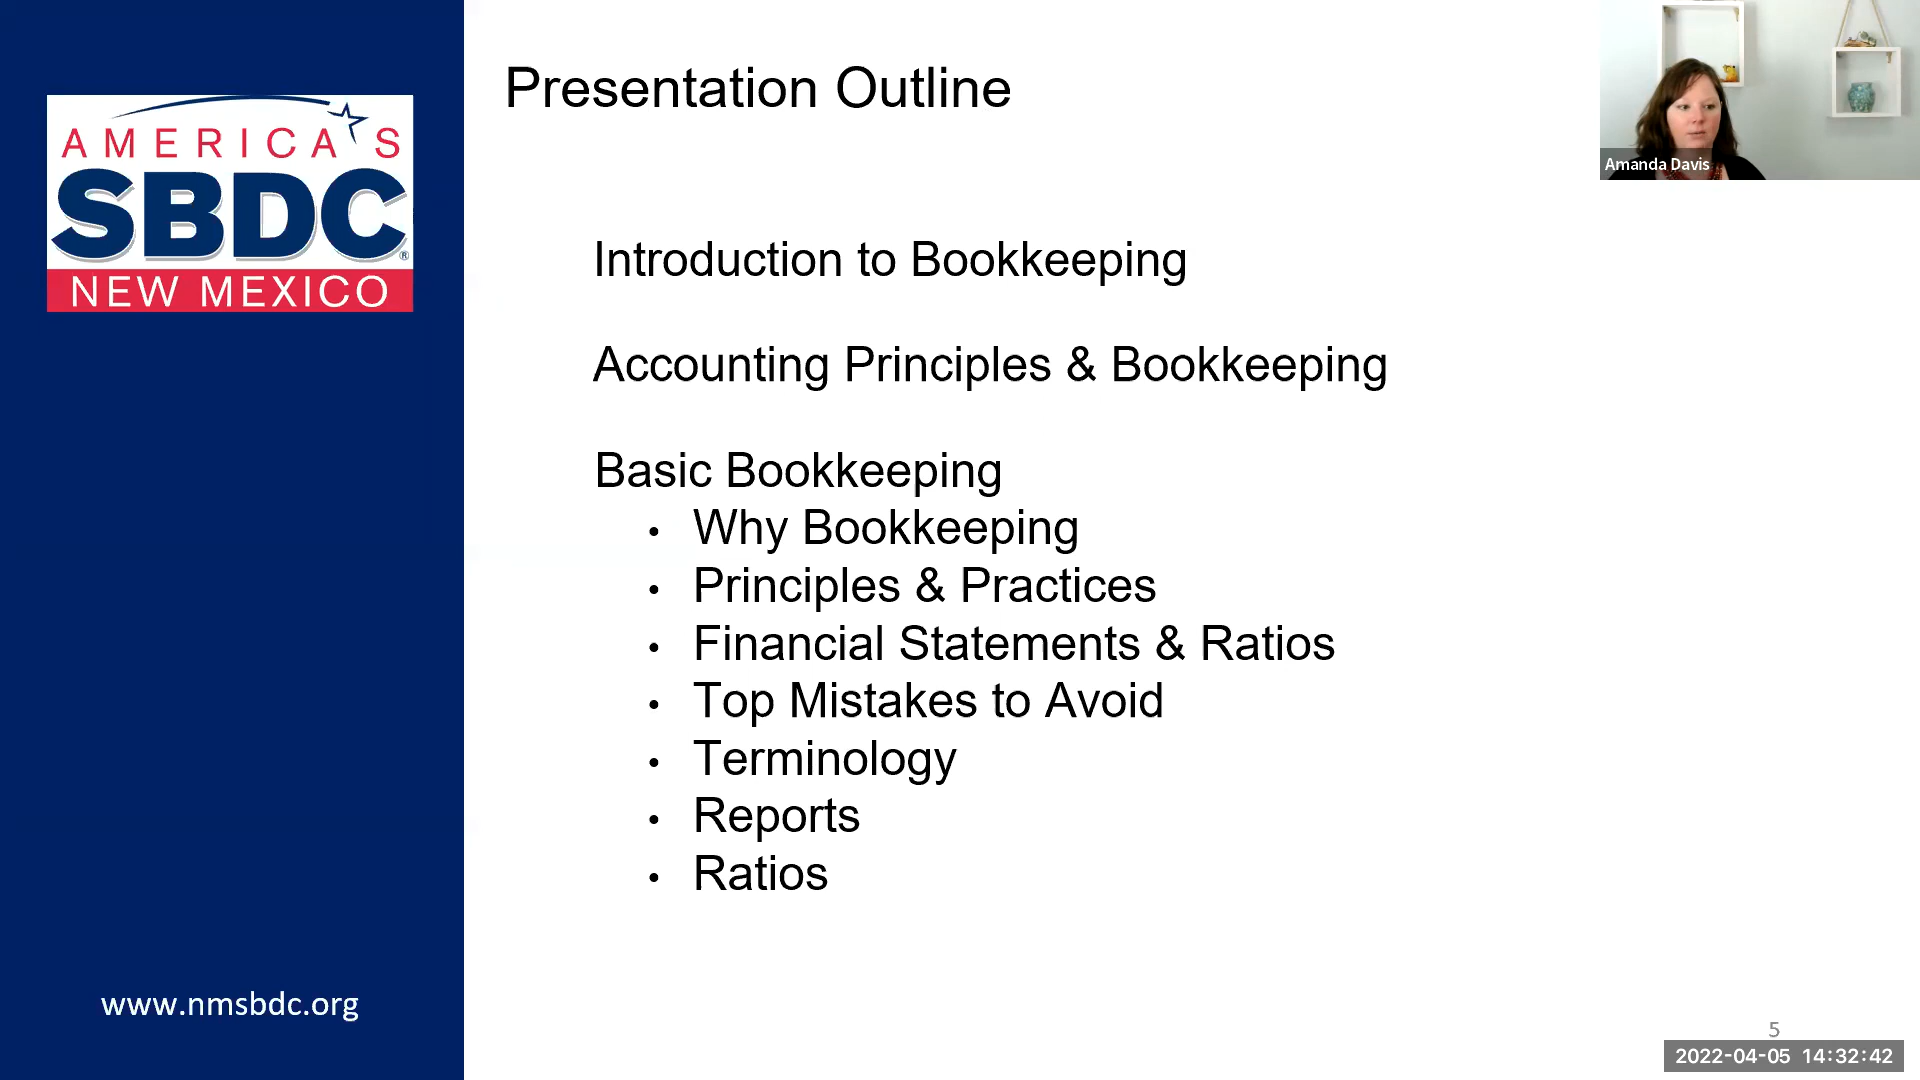 AMERICA'S
SBDC®
NEW MEXICO
www.nmsbdc.org
Presentation Outline
Introduction to Bookkeeping
Accounting Principles & Bookkeeping
Basic Bookkeeping
• Why Bookkeeping
• Principles & Practices
• Financial Statements & Ratios
• Top Mistakes to Avoid
• Terminology
• Reports
• Ratios
Amanda Davis
5
2022-04-05 14:32:42